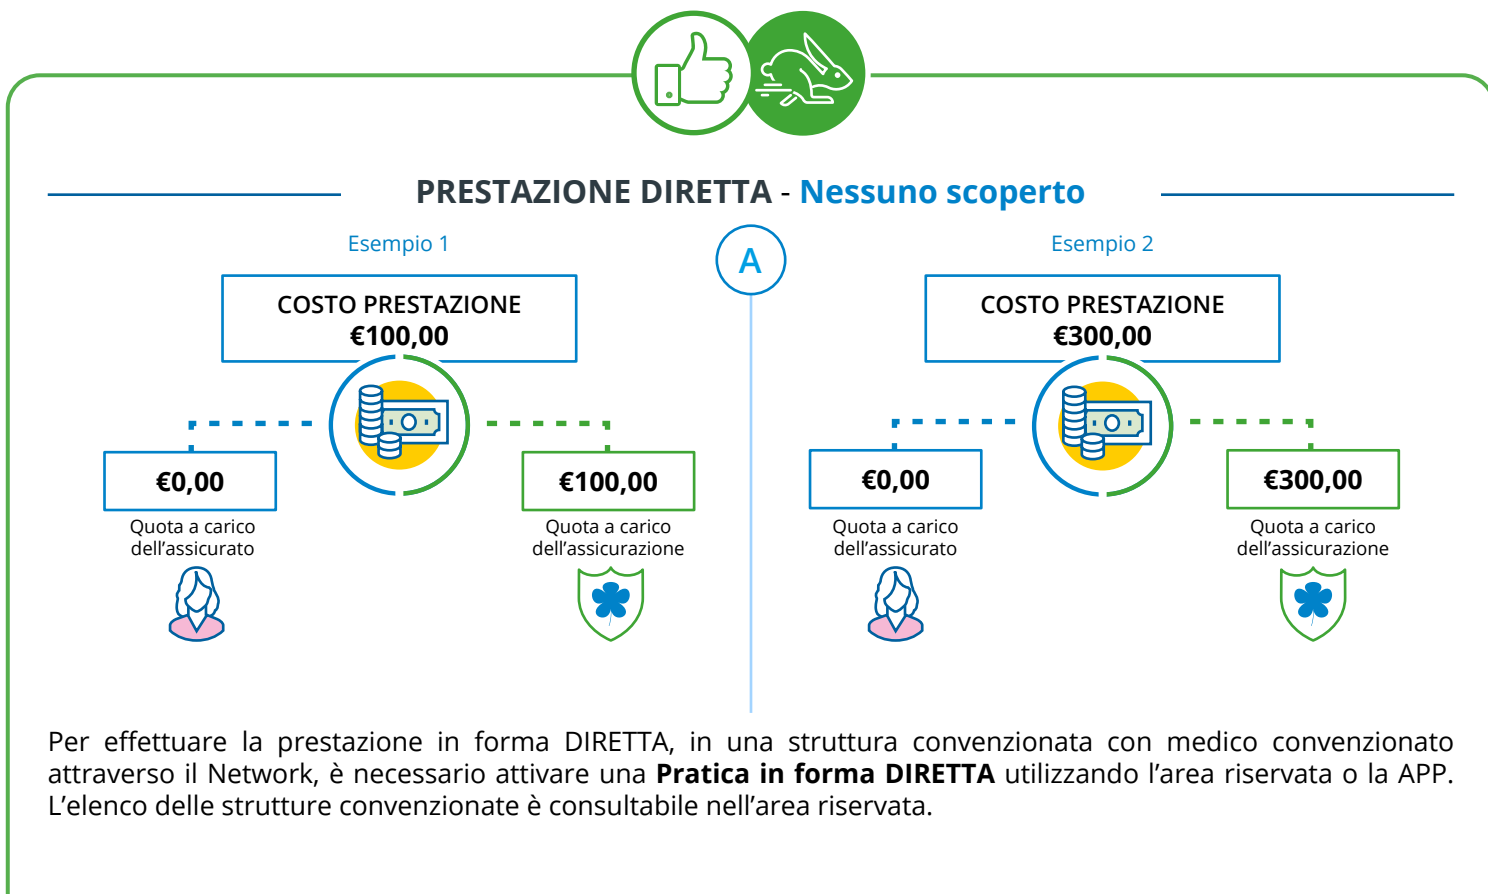 PRESTAZIONE DIRETTA - Nessuno scoperto
A
Esempio 1
COSTO PRESTAZIONE
€100,00
€0,00
Quota a carico
dell'assicurato
€100,00
Quota a carico
dell'assicurazione
Esempio 2
COSTO PRESTAZIONE
€300,00
€0,00
Quota a carico
dell'assicurato
€300,00
Quota a carico
dell'assicurazione
Per effettuare la prestazione in forma DIRETTA, in una struttura convenzionata con medico convenzionato
attraverso il Network, è necessario attivare una Pratica in forma DIRETTA utilizzando l'area riservata o la APP.
L'elenco delle strutture convenzionate è consultabile nell'area riservata.